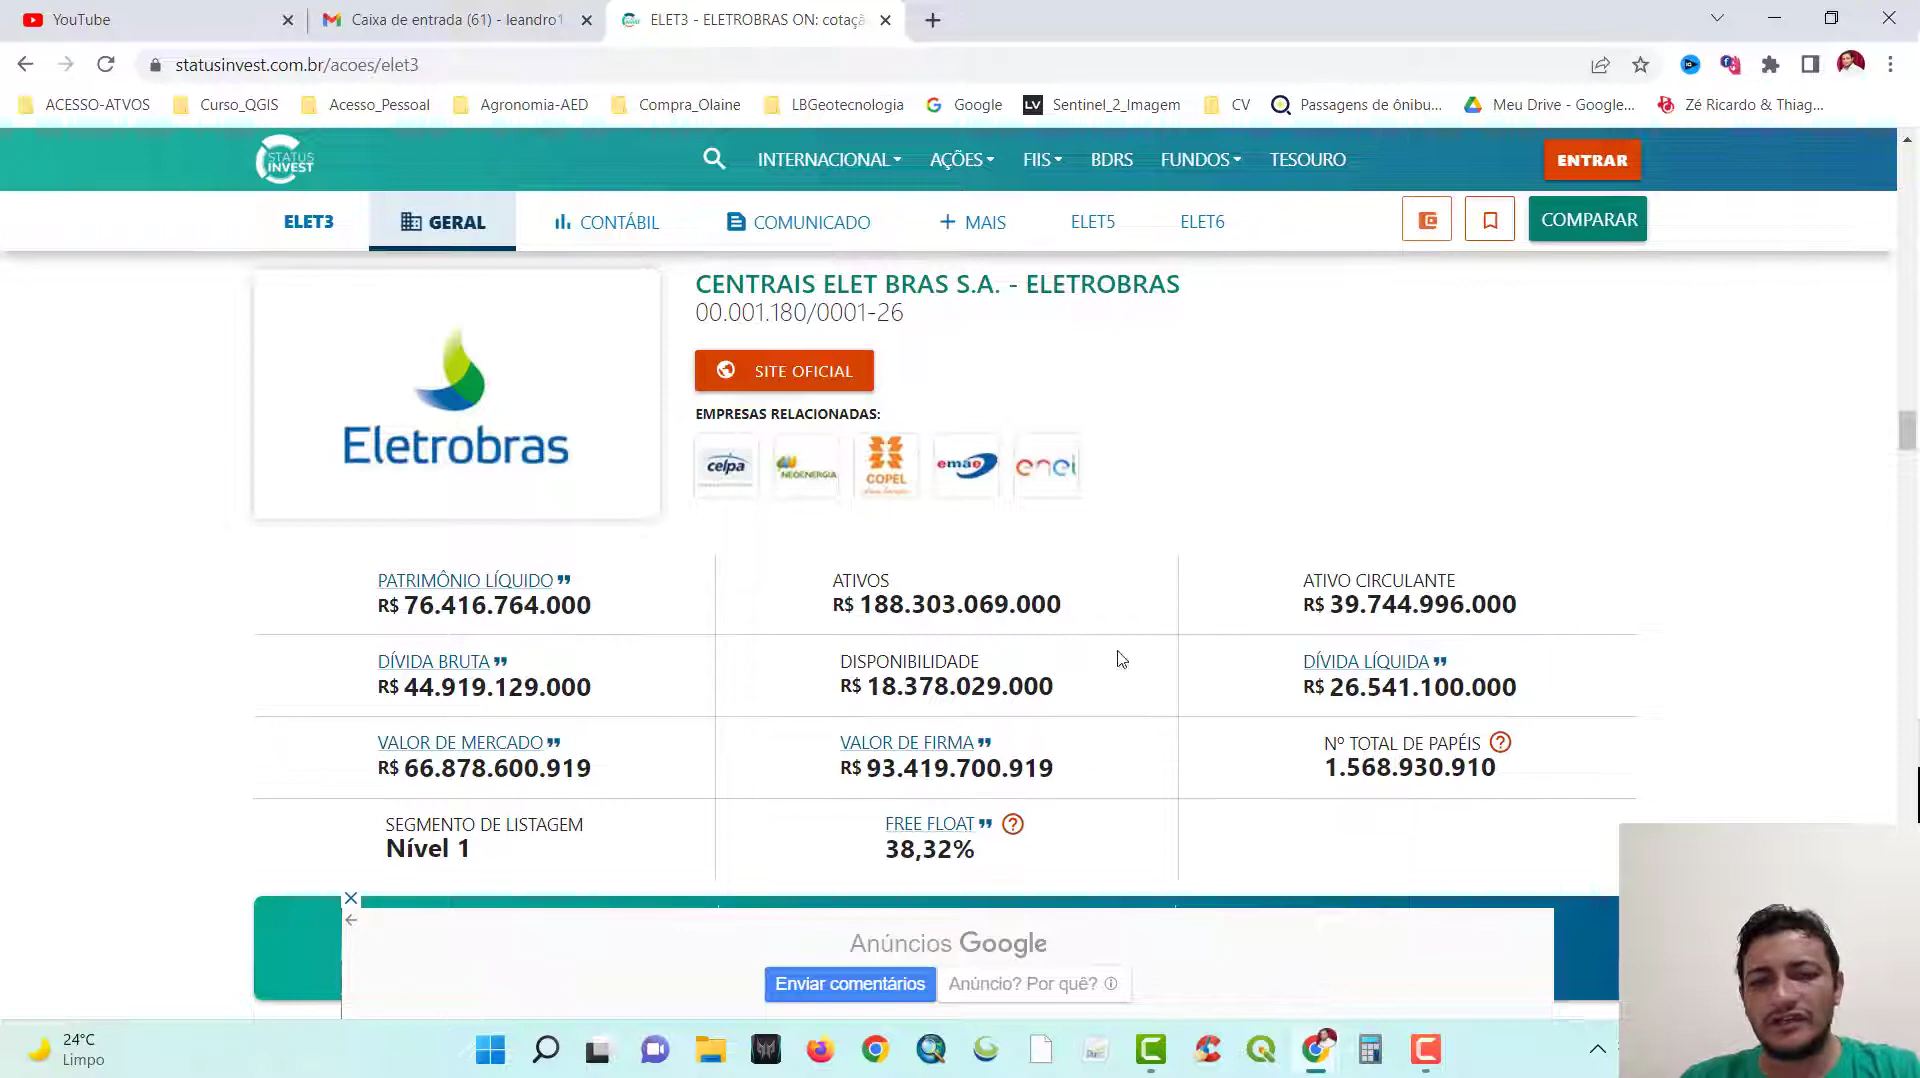 YouTube
Caixa de entrada (61) - leandro1
ELET3 - ELETROBRAS ON: cotaçã
statusinvest.com.br/acoes/elet3
ACESSO-ATVOS
Curso_QGIS
Acesso_Pessoal
Agronomia-AED
Compra_Olaine
LBGeotecnologia
Google
LV
Sentinel_2_Imagem
CV
Passagens de ônibu...
Meu Drive - Google...
Zé Ricardo & Thiag...
STATUS
INVEST
INTERNACIONAL
AÇÕES
FIIS
BDRS
FUNDOS
TESOURO
ENTRAR
ELET3
GERAL
CONTÁBIL
COMUNICADO
MAIS
ELET5
ELET6
COMPARAR
Eletrobras
CENTRAIS ELET BRAS S.A. - ELETROBRAS
00.001.180/0001-26
SITE OFICIAL
EMPRESAS RELACIONADAS:
celpa
NEOENERGIA
COPEL
emae
enel
PATRIMÔNIO LÍQUIDO
R$ 76.416.764.000
ATIVOS
R$ 188.303.069.000
ATIVO CIRCULANTE
R$ 39.744.996.000
DÍVIDA BRUTA
R$ 44.919.129.000
DISPONIBILIDADE
R$ 18.378.029.000
DÍVIDA LÍQUIDA
R$ 26.541.100.000
VALOR DE MERCADO
R$ 66.878.600.919
VALOR DE FIRMA
R$ 93.419.700.919
Nº TOTAL DE PAPÉIS
1.568.930.910
SEGMENTO DE LISTAGEM
Nível 1
FREE FLOAT
38,32%
Anúncios Google
Enviar comentários
Anúncio? Por quê?
24°C
Limpo